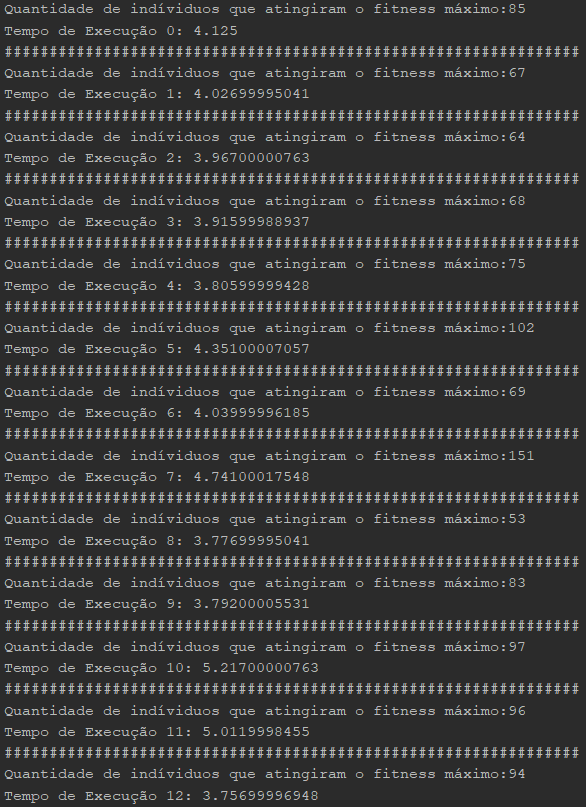 Quantidade de indíviduos que atingiram o fitness máximo:85
Tempo de Execução 0: 4.125
################################################################
Quantidade de indíviduos que atingiram o fitness máximo:67
Tempo de Execução 1: 4.02699995041
################################################################
Quantidade de indíviduos que atingiram o fitness máximo:64
Tempo de Execução 2: 3.96700000763
################################################################
Quantidade de indíviduos que atingiram o fitness máximo:68
Tempo de Execução 3: 3.91599988937
################################################################
Quantidade de indíviduos que atingiram o fitness máximo:75
Tempo de Execução 4: 3.80599999428
################################################################
Quantidade de indíviduos que atingiram o fitness máximo:102
Tempo de Execução 5: 4.35100007057
################################################################
Quantidade de indíviduos que atingiram o fitness máximo:69
Tempo de Execução 6: 4.03999996185
################################################################
Quantidade de indíviduos que atingiram o fitness máximo:151
Tempo de Execução 7: 4.74100017548
################################################################
Quantidade de indíviduos que atingiram o fitness máximo:53
Tempo de Execução 8: 3.77699995041
################################################################
Quantidade de indíviduos que atingiram o fitness máximo:83
Tempo de Execução 9: 3.79200005531
################################################################
Quantidade de indíviduos que atingiram o fitness máximo:97
Tempo de Execução 10: 5.21700000763
################################################################
Quantidade de indíviduos que atingiram o fitness máximo:96
Tempo de Execução 11: 5.0119998455
################################################################
Quantidade de indíviduos que atingiram o fitness máximo:94
Tempo de Execução 12: 3.75699996948